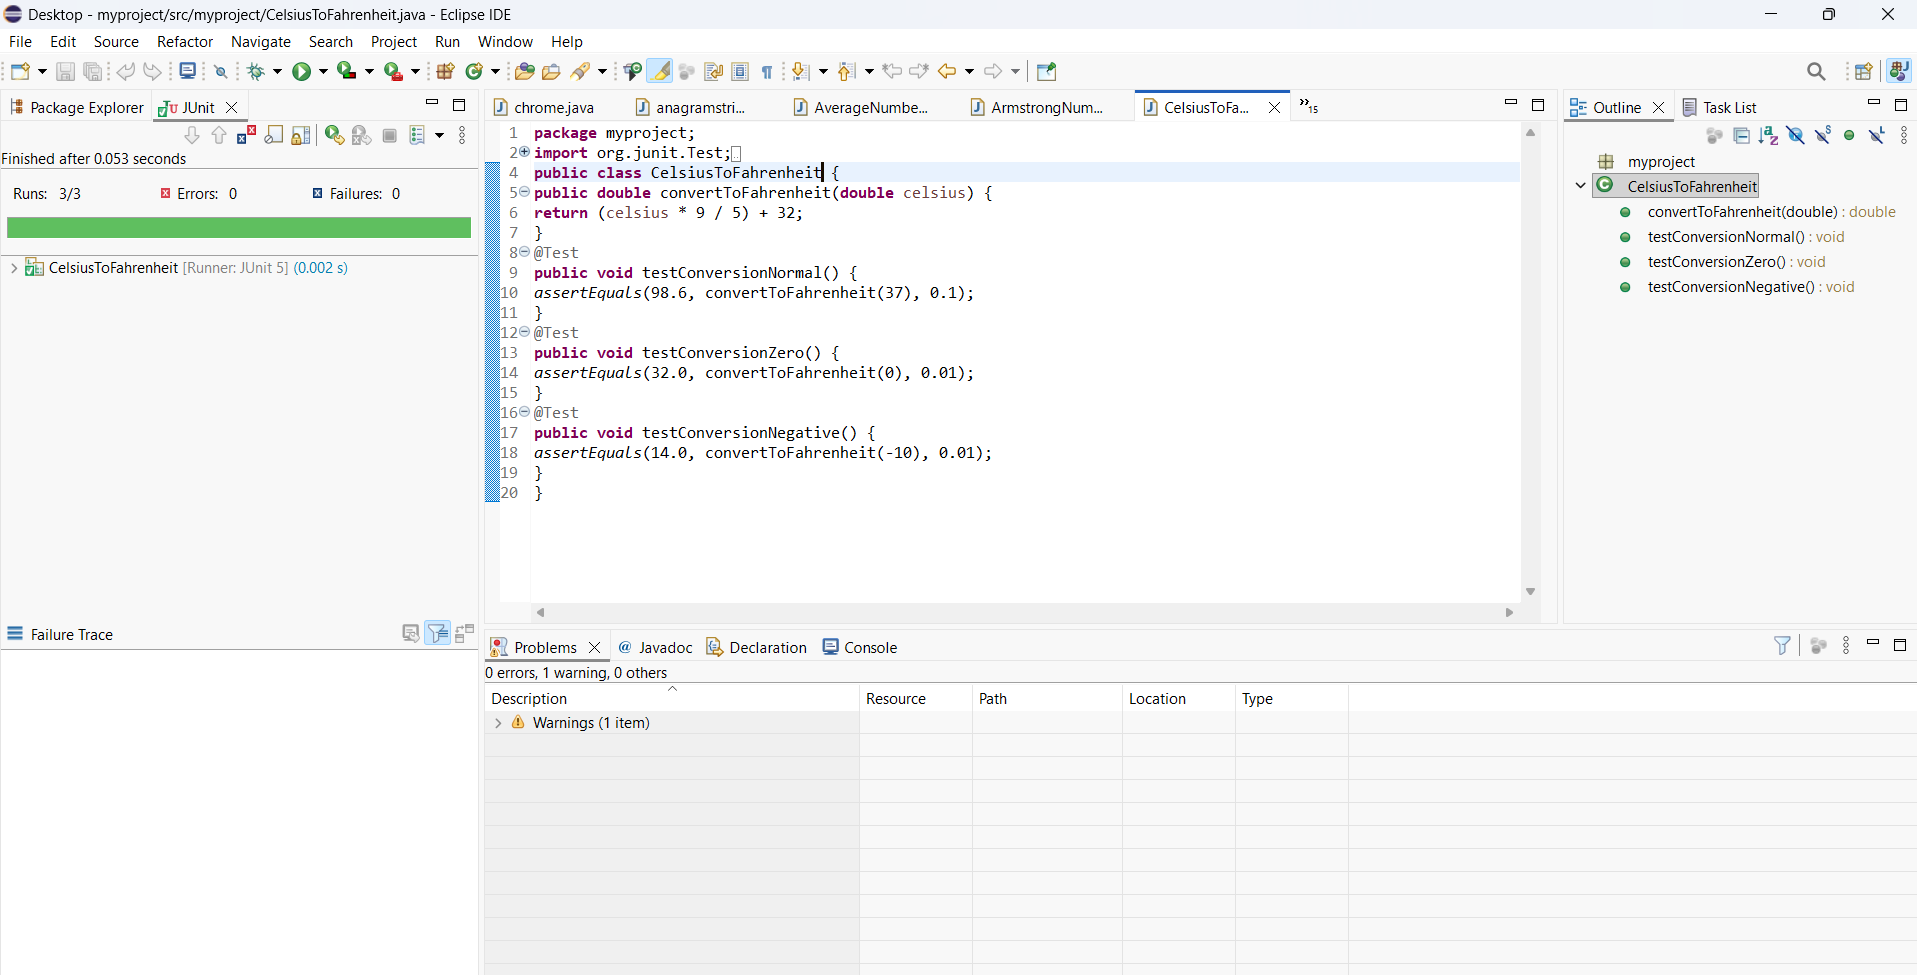 Desktop - myproject/src/myproject/CelsiusToFahrenheit.java - Eclipse IDE
File Edit Source Refactor Navigate Search Project Run Window Help
Package Explorer JUnit
Finished after 0.053 seconds
Runs: 3/3 Errors: 0 Failures: 0
CelsiusToFahrenheit [Runner: JUnit 5] (0.002 s)
Failure Trace
chrome.java anagramstri... AverageNumbe... ArmstrongNum... CelsiusToFa... »15
1 package myproject;
2 import org.junit.Test;
4 public class CelsiusToFahrenheit {
5 public double convertToFahrenheit(double celsius) {
6 return (celsius * 9 / 5) + 32;
7 }
8 @Test
9 public void testConversionNormal() {
10 assertEquals(98.6, convertToFahrenheit(37), 0.1);
11 }
12 @Test
13 public void testConversionZero() {
14 assertEquals(32.0, convertToFahrenheit(0), 0.01);
15 }
16 @Test
17 public void testConversionNegative() {
18 assertEquals(14.0, convertToFahrenheit(-10), 0.01);
19 }
20 }
Outline Task List
myproject
CelsiusToFahrenheit
convertToFahrenheit(double) : double
testConversionNormal() : void
testConversionZero() : void
testConversionNegative() : void
Problems @ Javadoc Declaration Console
0 errors, 1 warning, 0 others
Description Resource Path Location Type
Warnings (1 item)